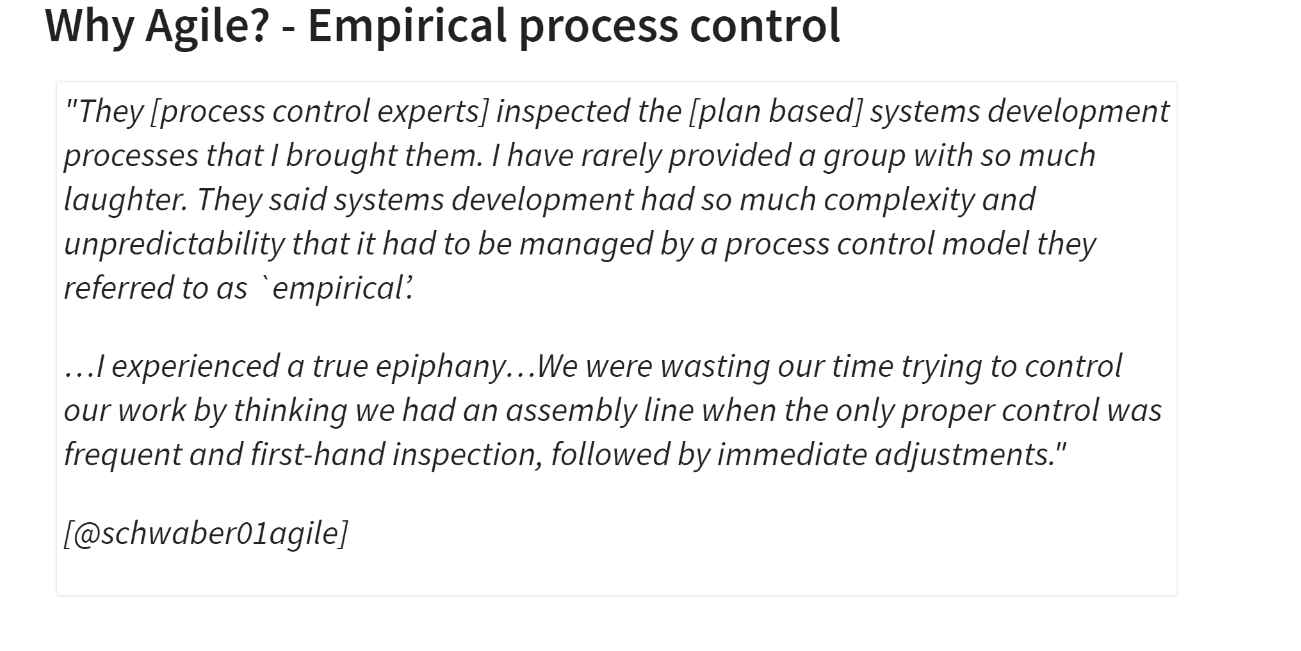 Why Agile? - Empirical process control
"They [process control experts] inspected the [plan based] systems development
processes that I brought them. I have rarely provided a group with so much
laughter. They said systems development had so much complexity and
unpredictability that it had to be managed by a process control model they
referred to as `empirical’.
…I experienced a true epiphany…We were wasting our time trying to control
our work by thinking we had an assembly line when the only proper control was
frequent and first-hand inspection, followed by immediate adjustments."
[@schwaber01agile]